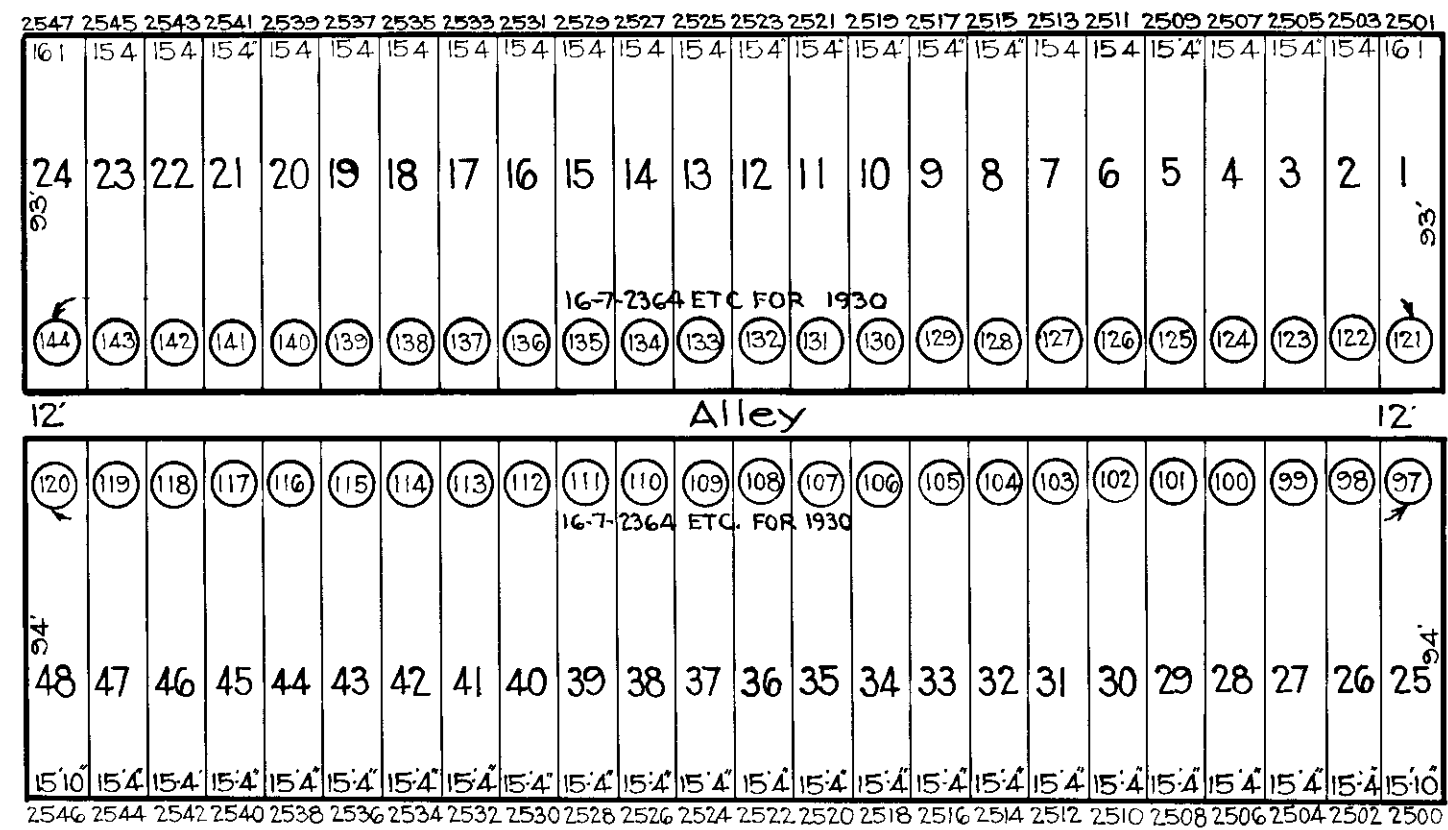 2547 2545 2543 2541 2539 2537 2535 2533 2531 2529 2527 2525 2523 2521 2519 2517 2515 2513 2511 2509 2507 2505 2503 2501
16 1 15 4 15 4 15 4" 15 4 15 4 15 4 15 4 15 4 15 4 15 4 15 4" 15 4" 15 4" 15 4' 15 4" 15 4" 15 4 15 4 15'4" 15 4 15 4" 15 4 16 1
24 23 22 21 20 19 18 17 16 15 14 13 12 11 10 9 8 7 6 5 4 3 2 1
93' 93'
16-7-2364 ETC FOR 1930
144 143 142 141 140 139 138 137 136 135 134 133 132 131 130 129 128 127 126 125 124 123 122 121
12' Alley 12'
120 119 118 117 116 115 114 113 112 111 110 109 108 107 106 105 104 103 102 101 100 99 98 97
16-7-2364 ETC. FOR 1930
94' 94'
48 47 46 45 44 43 42 41 40 39 38 37 36 35 34 33 32 31 30 29 28 27 26 25
15'10" 15'4" 15'4' 15'4" 15'4" 15'4" 15'4" 15'4" 15'4" 15'4" 15'4" 15'4" 15'4" 15'4" 15'4" 15'4" 15'4" 15'4" 15'4" 15'4" 15'4" 15'4" 15'4" 15'10"
2546 2544 2542 2540 2538 2536 2534 2532 2530 2528 2526 2524 2522 2520 2518 2516 2514 2512 2510 2508 2506 2504 2502 2500